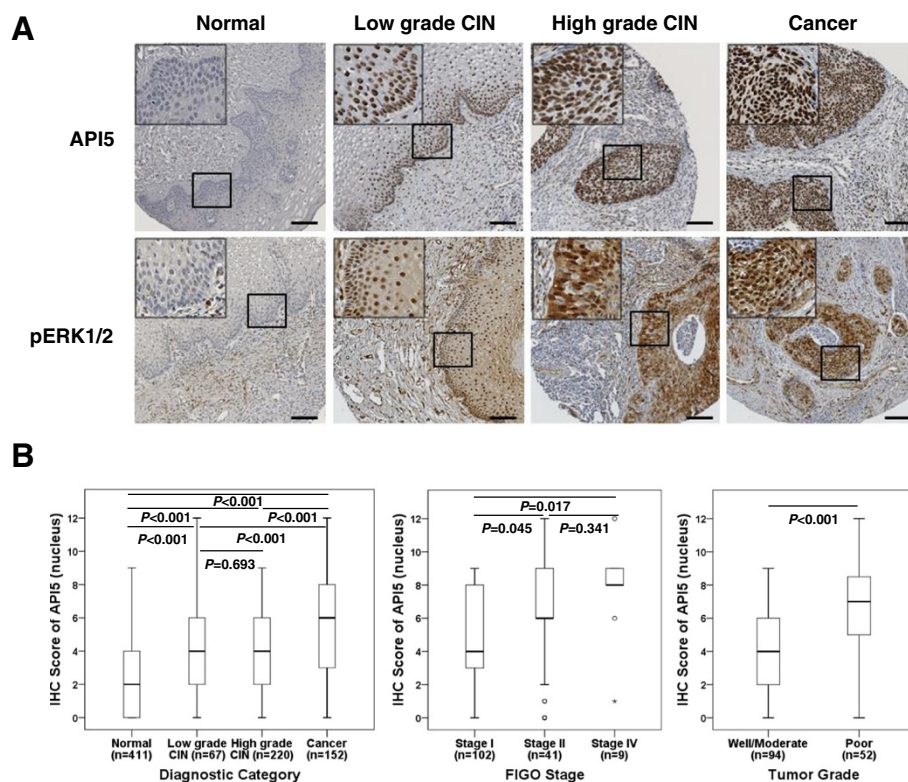 A
Normal
Low grade CIN
High grade CIN
Cancer
API5
pERK1/2
B
IHC Score of API5 (nucleus)
12
10
8
6
4
2
0
P<0.001
P<0.001
P<0.001
P<0.001
P<0.001
P=0.693
Normal
(n=411)
Low grade
CIN (n=67)
High grade
CIN (n=220)
Cancer
(n=152)
Diagnostic Category
IHC Score of API5 (nucleus)
12
10
8
6
4
2
0
P=0.017
P=0.045
P=0.341
Stage I
(n=102)
Stage II
(n=41)
Stage IV
(n=9)
FIGO Stage
IHC Score of API5 (nucleus)
12
10
8
6
4
2
0
P<0.001
Well/Moderate
(n=94)
Poor
(n=52)
Tumor Grade